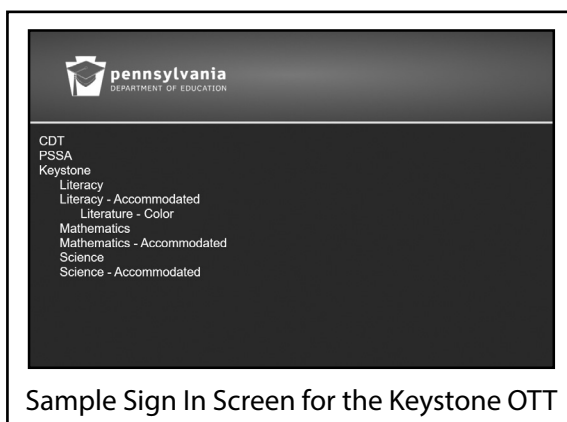 pennsylvania
DEPARTMENT OF EDUCATION
CDT
PSSA
Keystone
Literacy
Literacy - Accommodated
Literature - Color
Mathematics
Mathematics - Accommodated
Science
Science - Accommodated
Sample Sign In Screen for the Keystone OTT